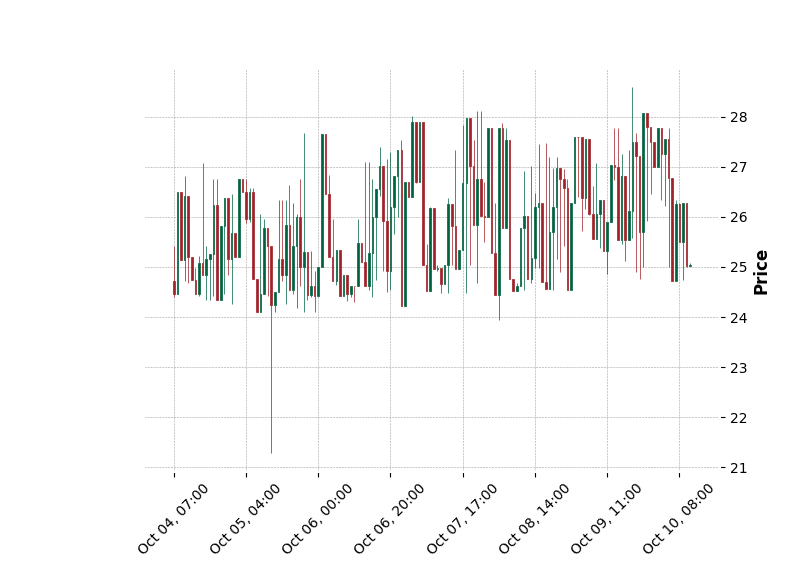 28
27
26
25
24
23
22
21
Price
Oct 04, 07:00
Oct 05, 04:00
Oct 06, 00:00
Oct 06, 20:00
Oct 07, 17:00
Oct 08, 14:00
Oct 09, 11:00
Oct 10, 08:00